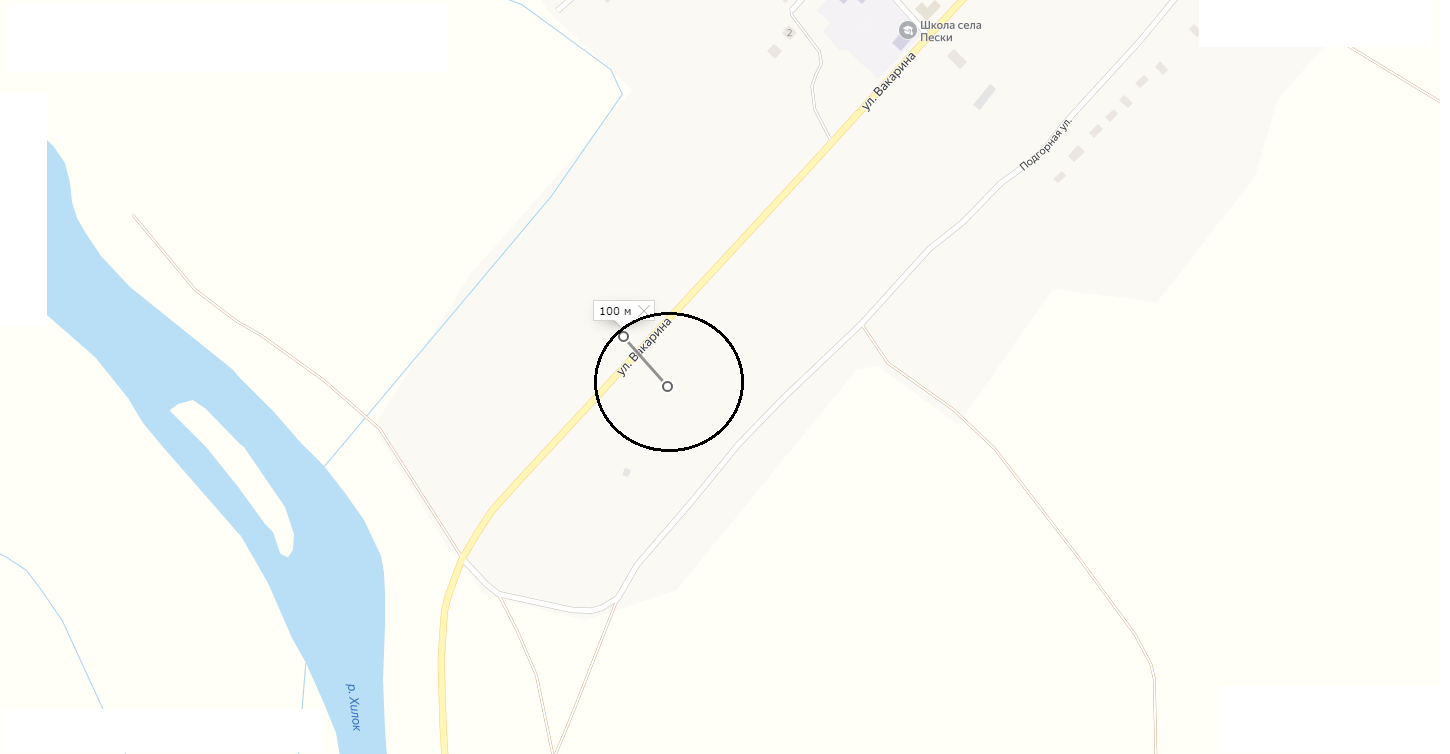 Школа села
Пески
2
ул. Вакарина
Подгорная ул.
100 м
ул. Вакарина
р. Хилок